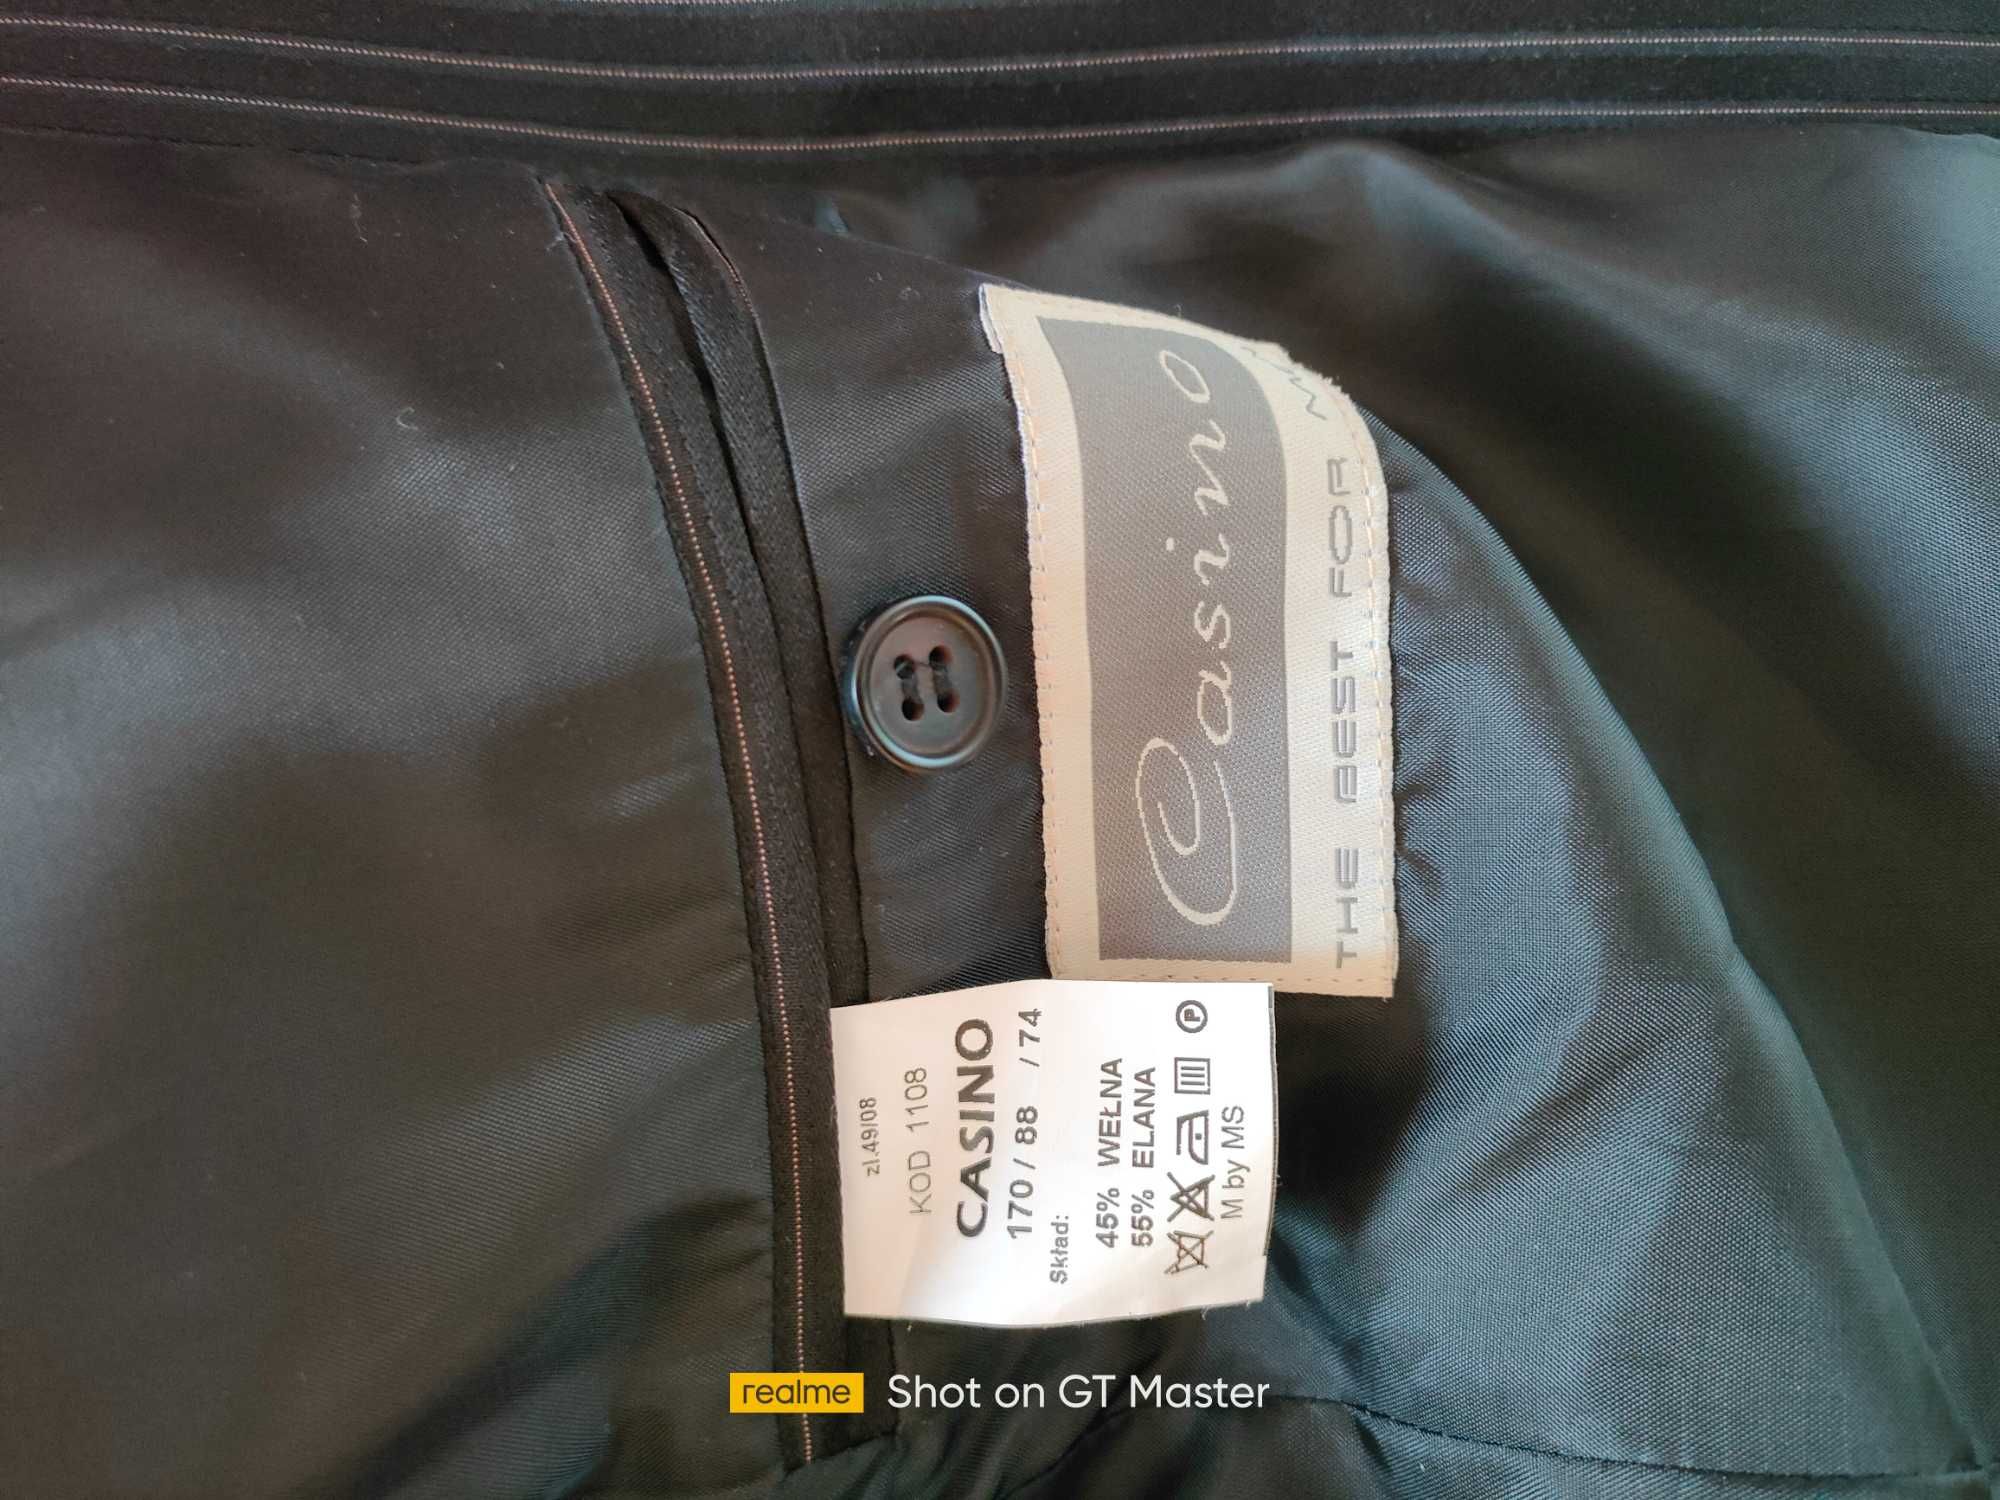 Casino
THE BEST FOR
zl.49/08
KOD 1108
CASINO
170 / 88 / 74
Skład:
45% WEŁNA
55% ELANA
P
M by MS
realme Shot on GT Master